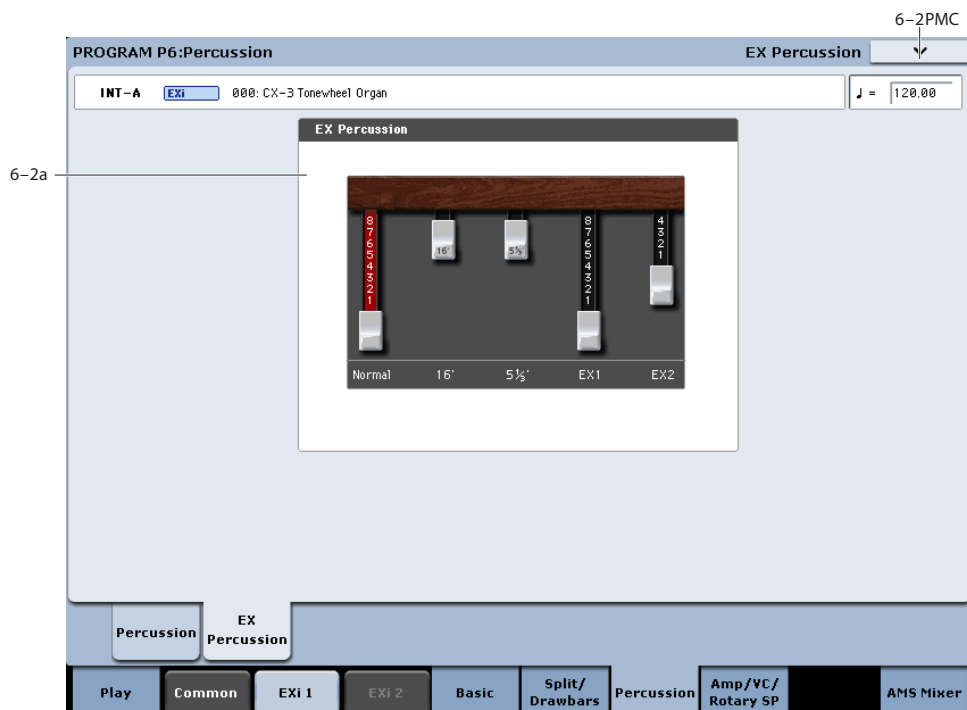 6–2PMC
PROGRAM P6:Percussion
EX Percussion
INT-A
EXi
000: CX-3 Tonewheel Organ
♩ =
120.00
EX Percussion
6–2a
8
7
6
5
4
3
2
1
16'
5⅓'
8
7
6
5
4
3
2
1
4
3
2
1
Normal
16'
5⅓'
EX1
EX2
Percussion
EX
Percussion
Play
Common
EXi 1
EXi 2
Basic
Split/
Drawbars
Percussion
Amp/VC/
Rotary SP
AMS Mixer